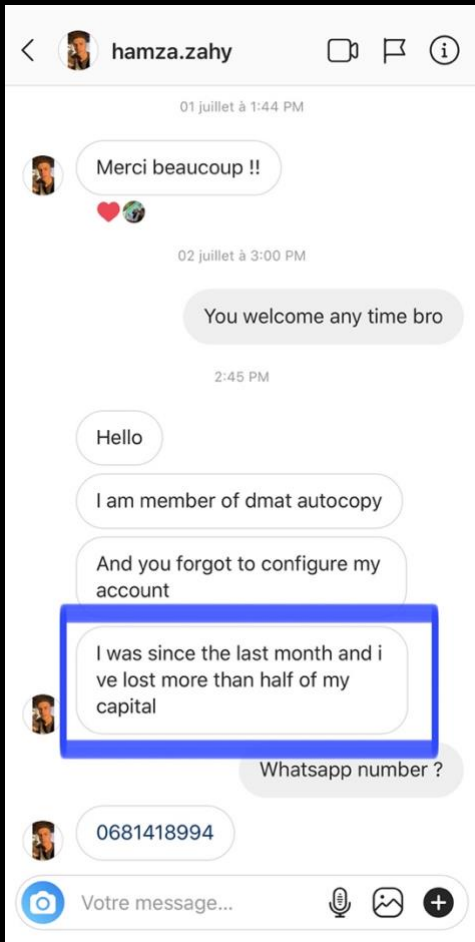 hamza.zahy
01 juillet à 1:44 PM
Merci beaucoup !!
02 juillet à 3:00 PM
You welcome any time bro
2:45 PM
Hello
I am member of dmat autocopy
And you forgot to configure my
account
I was since the last month and i
ve lost more than half of my
capital
Whatsapp number ?
0681418994
Votre message...